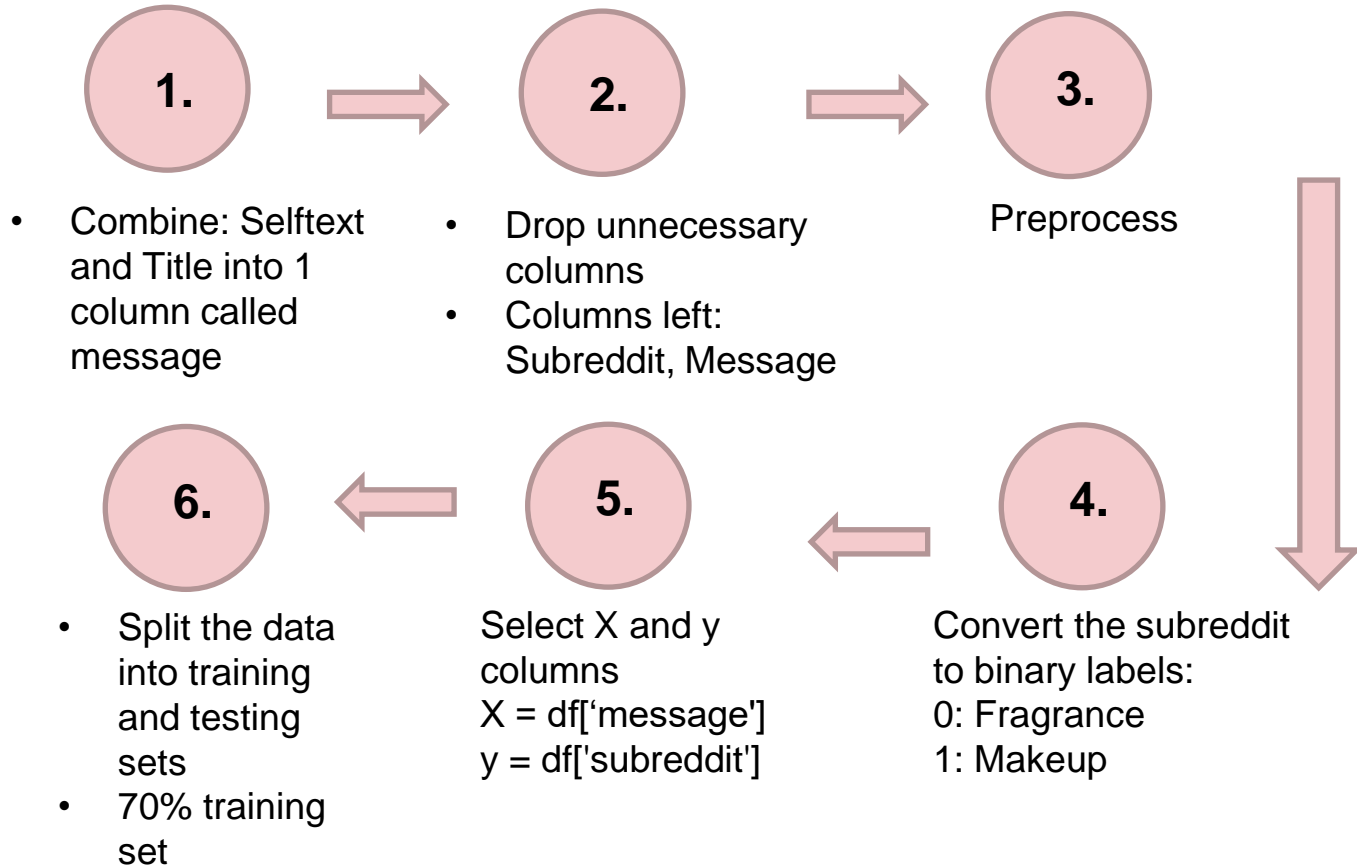 1.
• Combine: Selftext
and Title into 1
column called
message
2.
• Drop unnecessary
columns
• Columns left:
Subreddit, Message
3.
Preprocess
4.
Convert the subreddit
to binary labels:
0: Fragrance
1: Makeup
5.
Select X and y
columns
X = df[‘message']
y = df['subreddit']
6.
• Split the data
into training
and testing
sets
• 70% training
set